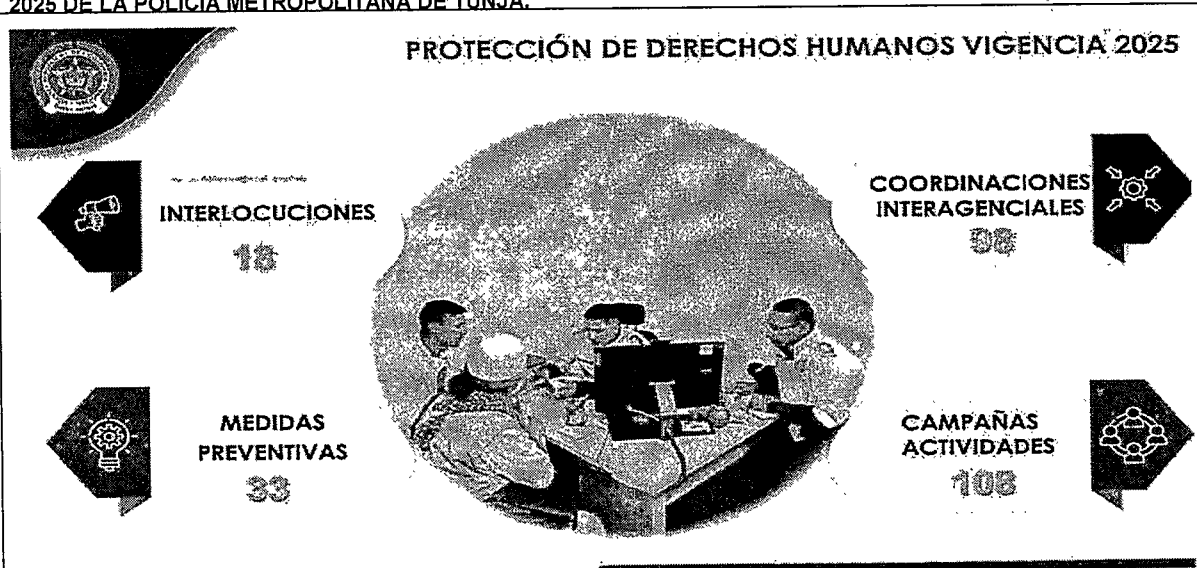 2025 DE LA POLICIA METROPOLITANA DE TUNJA.
PROTECCIÓN DE DERECHOS HUMANOS VIGENCIA 2025
INTERLOCUCIONES
COORDINACIONES
INTERAGENCIALES
MEDIDAS
PREVENTIVAS
33
CAMPAÑAS
ACTIVIDADES